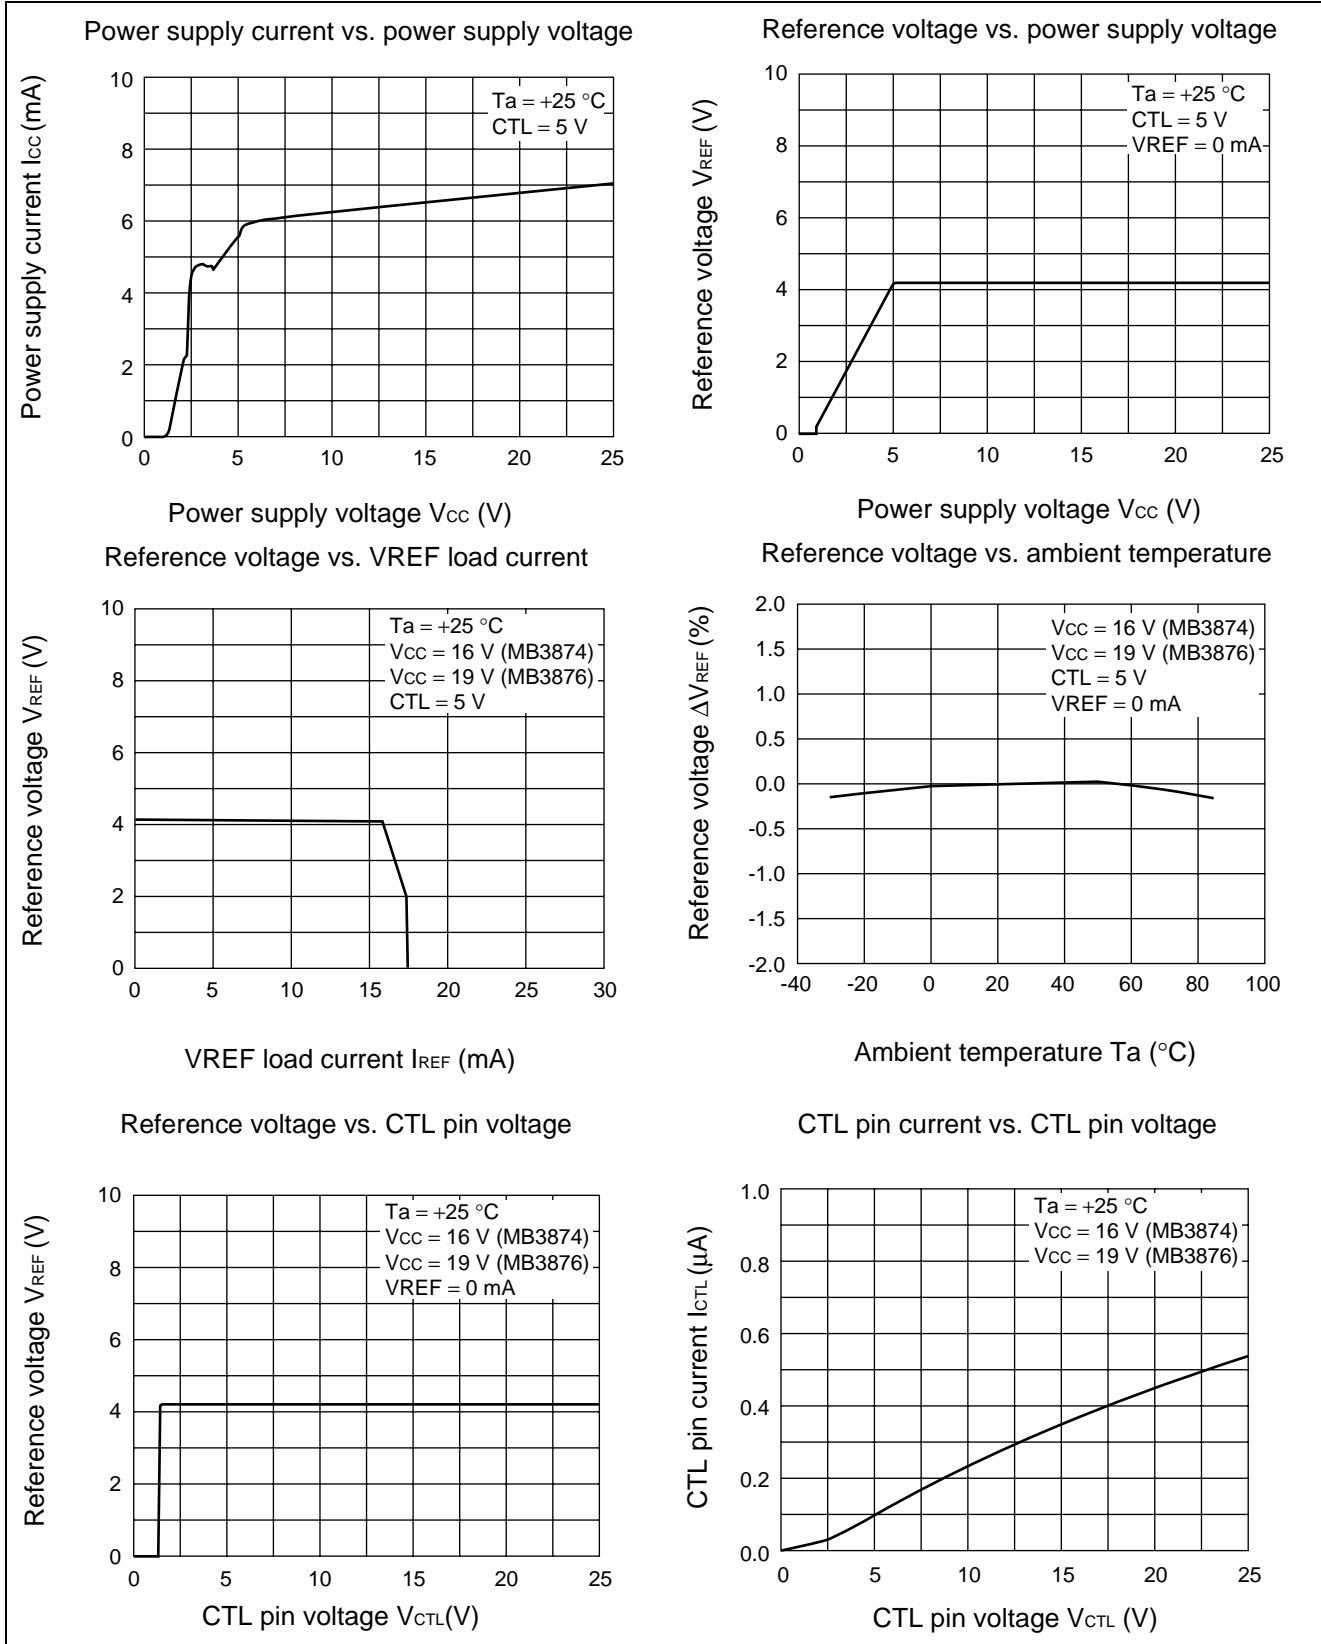 Power supply current vs. power supply voltage
Power supply current ICC (mA)
10
8
6
4
2
0
Ta = +25 °C
CTL = 5 V
0 5 10 15 20 25
Power supply voltage VCC (V)
Reference voltage vs. power supply voltage
Reference voltage VREF (V)
10
8
6
4
2
0
Ta = +25 °C
CTL = 5 V
VREF = 0 mA
0 5 10 15 20 25
Power supply voltage VCC (V)
Reference voltage vs. VREF load current
Reference voltage VREF (V)
10
8
6
4
2
0
Ta = +25 °C
VCC = 16 V (MB3874)
VCC = 19 V (MB3876)
CTL = 5 V
0 5 10 15 20 25 30
VREF load current IREF (mA)
Reference voltage vs. ambient temperature
Reference voltage ΔVREF (%)
2.0
1.5
1.0
0.5
0.0
-0.5
-1.0
-1.5
-2.0
VCC = 16 V (MB3874)
VCC = 19 V (MB3876)
CTL = 5 V
VREF = 0 mA
-40 -20 0 20 40 60 80 100
Ambient temperature Ta (°C)
Reference voltage vs. CTL pin voltage
Reference voltage VREF (V)
10
8
6
4
2
0
Ta = +25 °C
VCC = 16 V (MB3874)
VCC = 19 V (MB3876)
VREF = 0 mA
0 5 10 15 20 25
CTL pin voltage VCTL(V)
CTL pin current vs. CTL pin voltage
CTL pin current ICTL (µA)
1.0
0.8
0.6
0.4
0.2
0.0
Ta = +25 °C
VCC = 16 V (MB3874)
VCC = 19 V (MB3876)
0 5 10 15 20 25
CTL pin voltage VCTL (V)